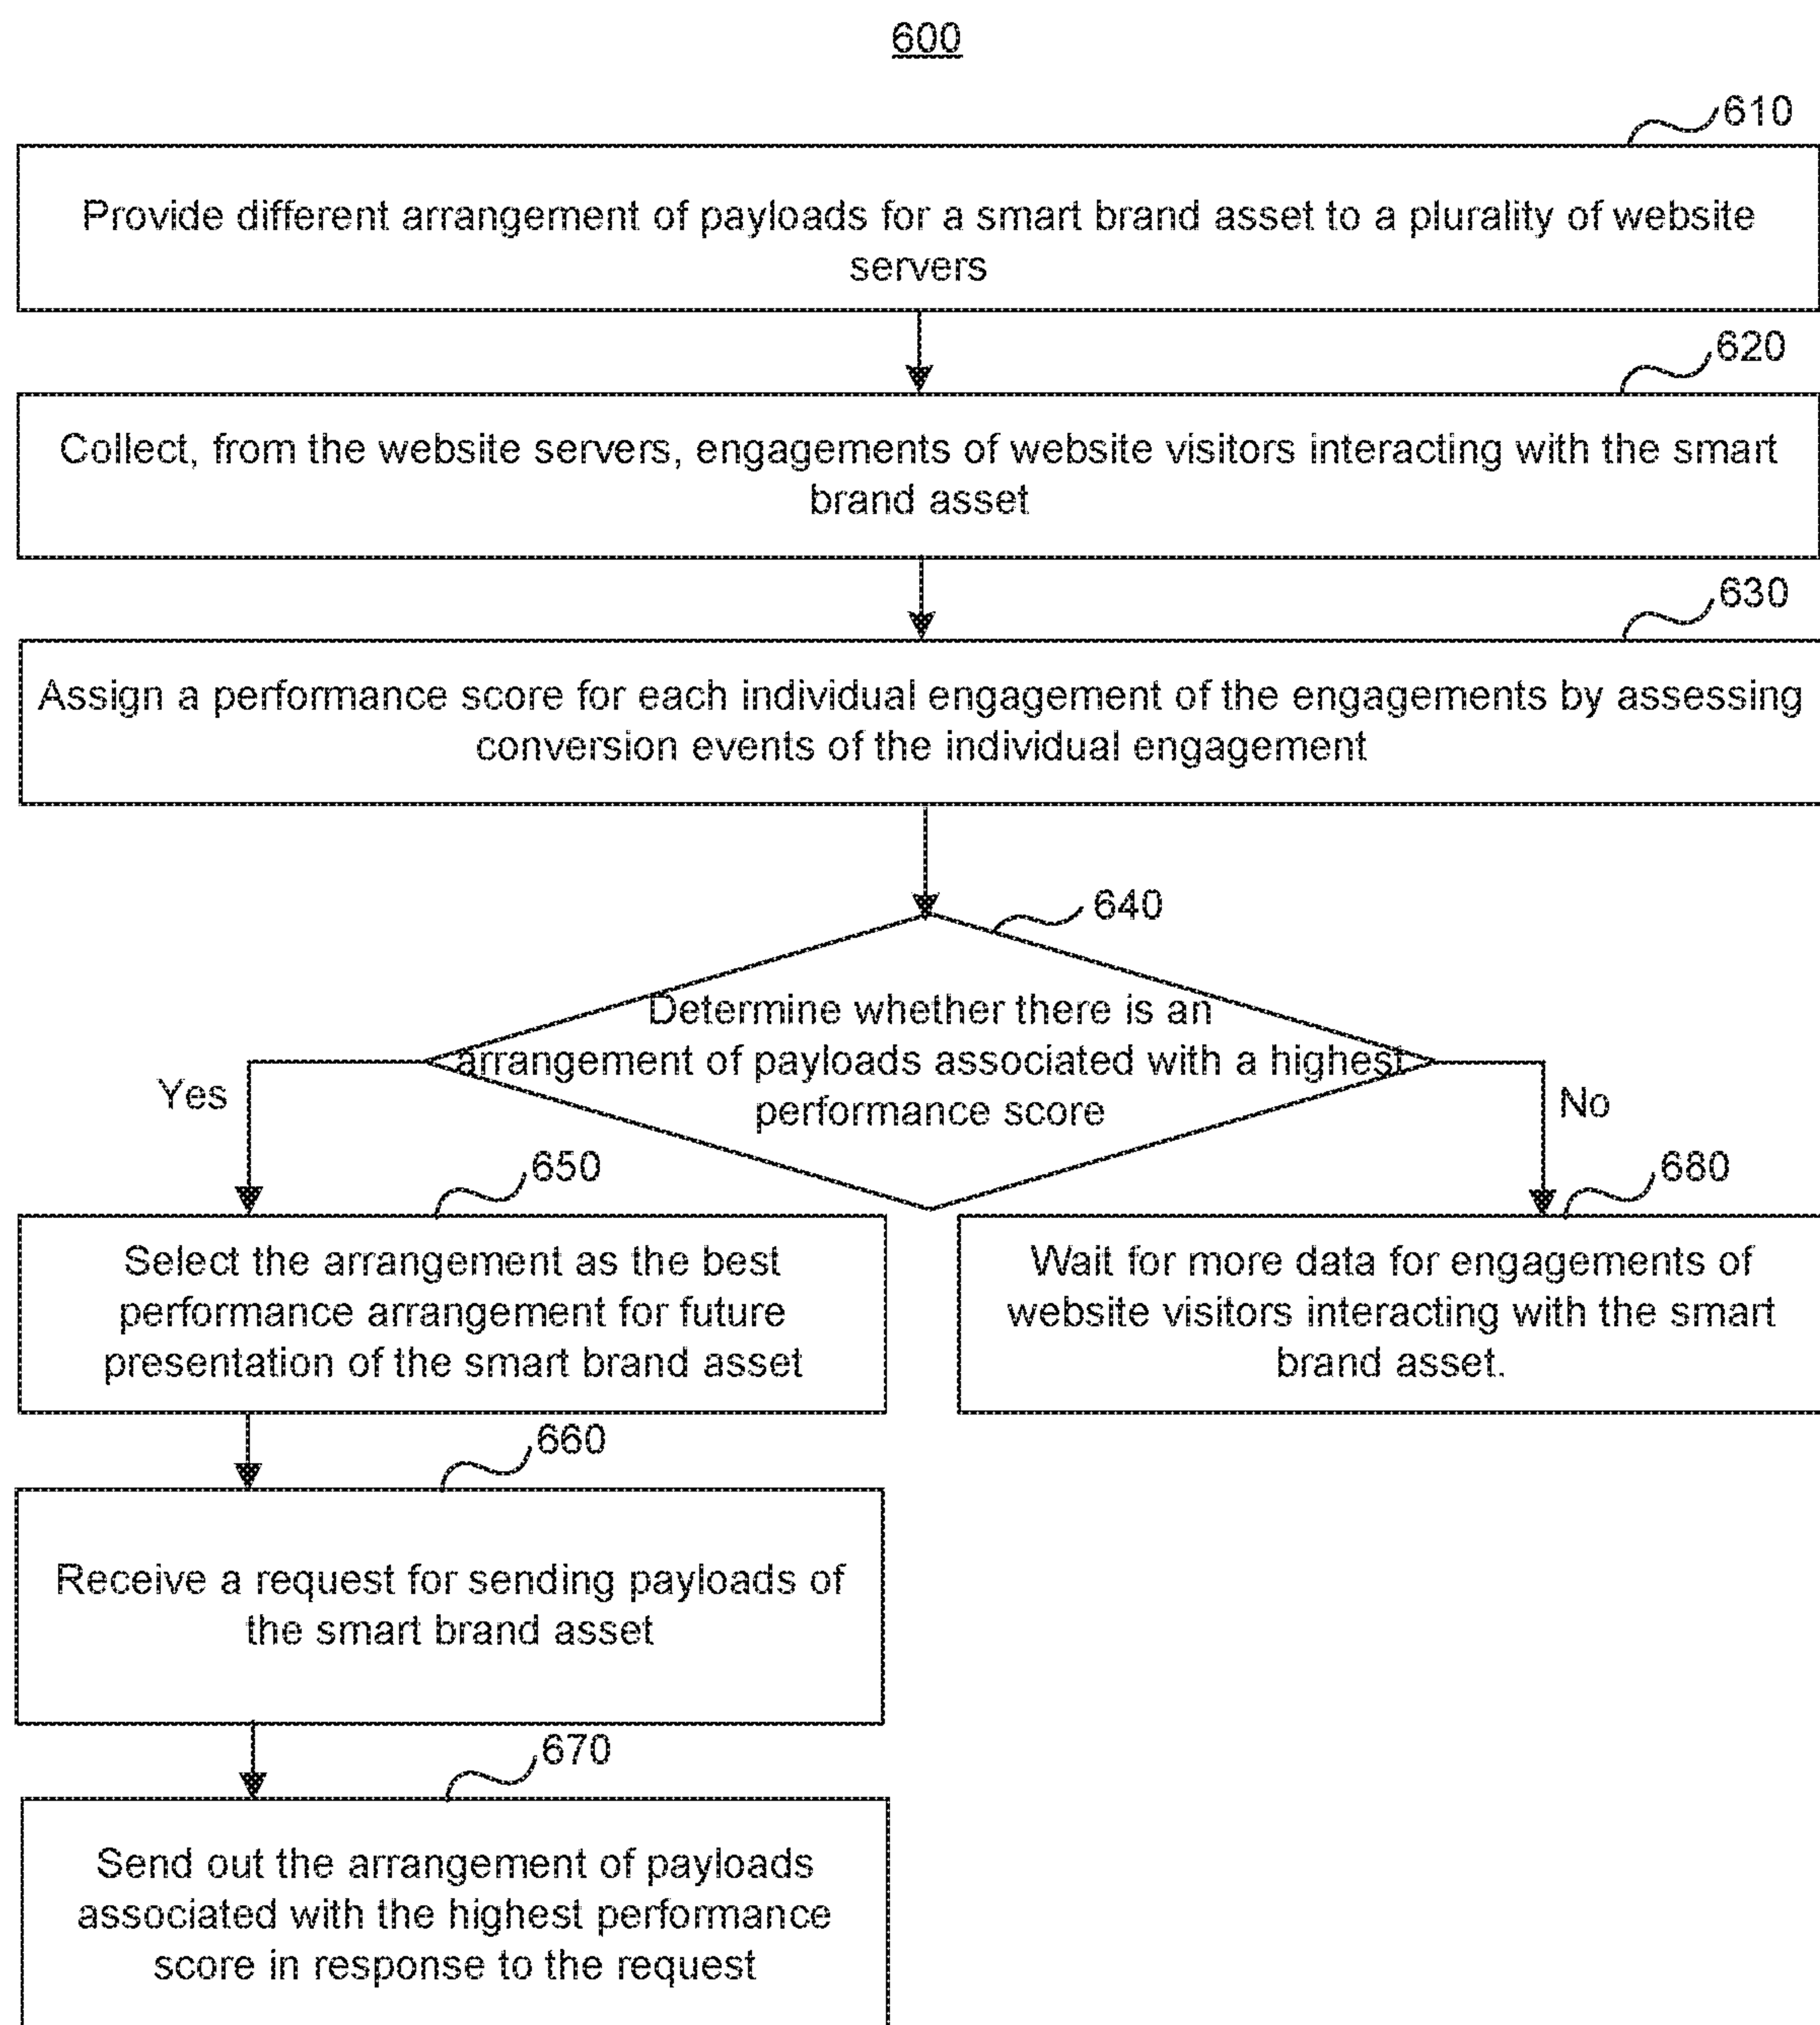 600
610
Provide different arrangement of payloads for a smart brand asset to a plurality of website
servers
620
Collect, from the website servers, engagements of website visitors interacting with the smart
brand asset
630
Assign a performance score for each individual engagement of the engagements by assessing
conversion events of the individual engagement
640
Determine whether there is an
arrangement of payloads associated with a highest
performance score
Yes
No
650
Select the arrangement as the best
performance arrangement for future
presentation of the smart brand asset
680
Wait for more data for engagements of
website visitors interacting with the smart
brand asset.
660
Receive a request for sending payloads of
the smart brand asset
670
Send out the arrangement of payloads
associated with the highest performance
score in response to the request